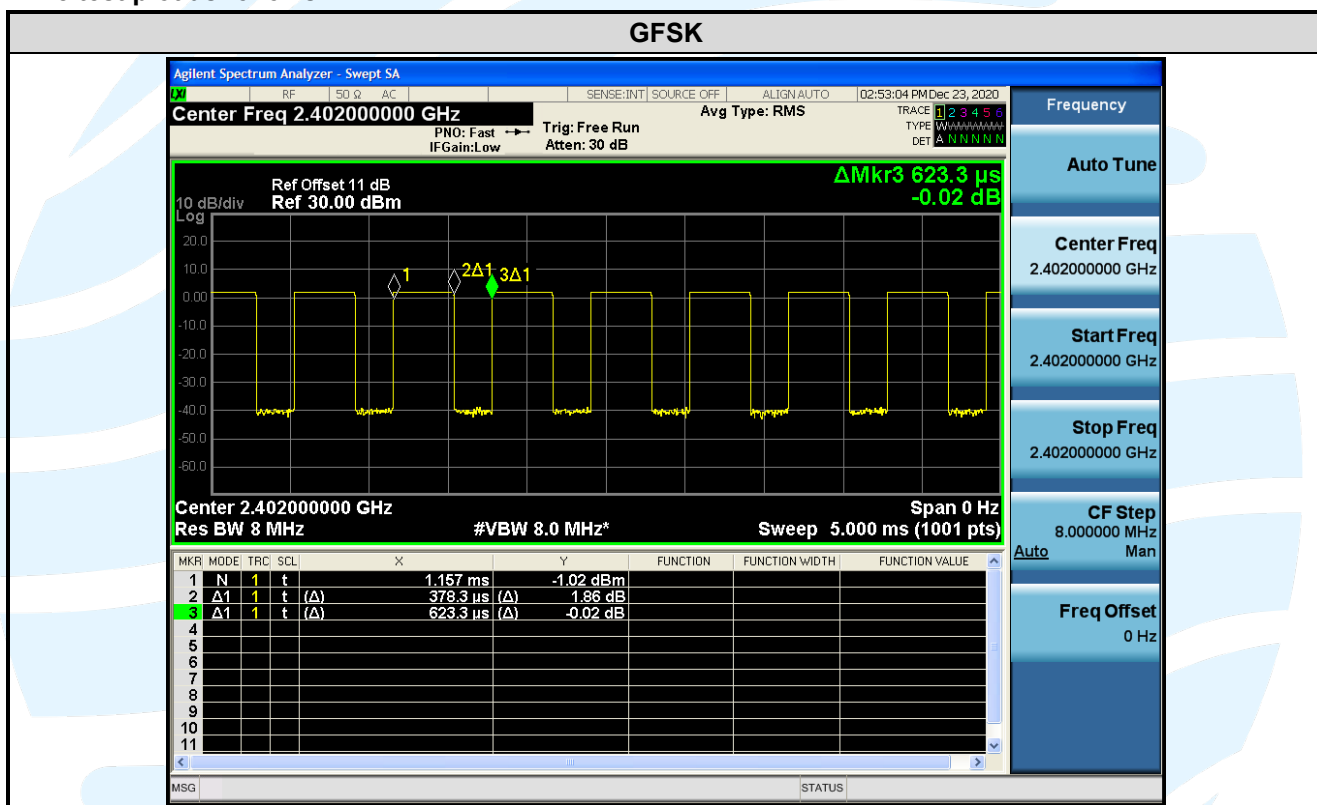 GFSK
Agilent Spectrum Analyzer - Swept SA
LXI RF 50 Ω AC SENSE:INT SOURCE OFF ALIGN AUTO 02:53:04 PM Dec 23, 2020
Center Freq 2.402000000 GHz
PNO: Fast
IFGain:Low
Trig: Free Run
Atten: 30 dB
Avg Type: RMS
TRACE 1 2 3 4 5 6
TYPE WWWWWW
DET A N N N N N
ΔMkr3 623.3 µs
-0.02 dB
Ref Offset 11 dB
10 dB/div Ref 30.00 dBm
Log
20.0
10.0
0.00
-10.0
-20.0
-30.0
-40.0
-50.0
-60.0
1
2Δ1
3Δ1
Center 2.402000000 GHz Span 0 Hz
Res BW 8 MHz #VBW 8.0 MHz* Sweep 5.000 ms (1001 pts)
MKR MODE TRC SCL X Y FUNCTION FUNCTION WIDTH FUNCTION VALUE
1 N 1 t 1.157 ms -1.02 dBm
2 Δ1 1 t (Δ) 378.3 µs (Δ) 1.86 dB
3 Δ1 1 t (Δ) 623.3 µs (Δ) -0.02 dB
4
5
6
7
8
9
10
11
MSG STATUS
Frequency
Auto Tune
Center Freq
2.402000000 GHz
Start Freq
2.402000000 GHz
Stop Freq
2.402000000 GHz
CF Step
8.000000 MHz
Auto Man
Freq Offset
0 Hz